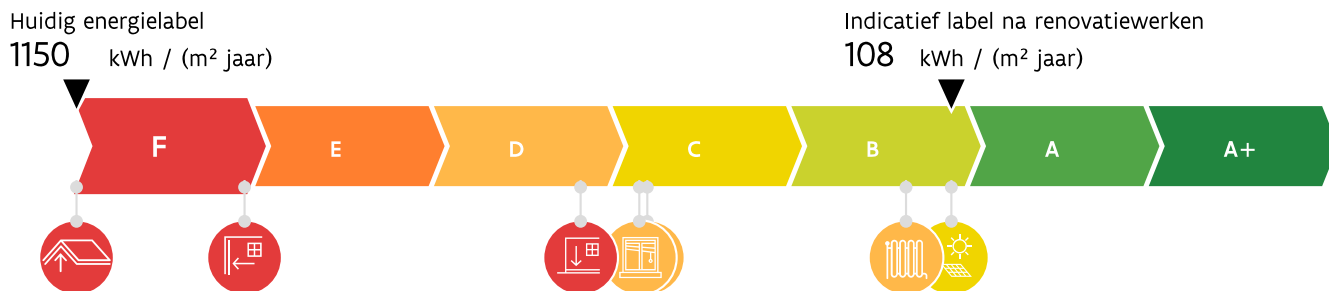 Huidig energielabel
1150 kWh / (m² jaar)
Indicatief label na renovatiewerken
108 kWh / (m² jaar)
F E D C B A A+